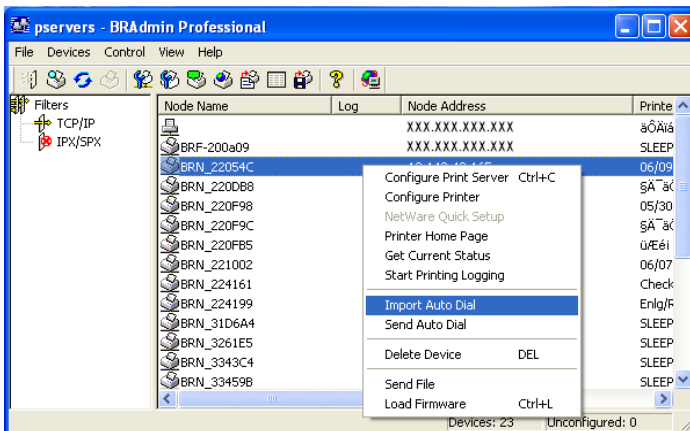 pservers - BRAdmin Professional
File Devices Control View Help
Filters
TCP/IP
IPX/SPX
Node Name Log Node Address Printe
XXX.XXX.XXX.XXX äÔÄïá
BRF-200a09 XXX.XXX.XXX.XXX SLEEP
BRN_22054C 06/09
BRN_220DB8
BRN_220F98 05/30
BRN_220F9C
BRN_220FB5 üÆéi
BRN_221002 06/07
BRN_224161 Check
BRN_224199 Enlg/R
BRN_31D6A4 SLEEP
BRN_3261E5 SLEEP
BRN_3343C4 SLEEP
BRN_33459B SLEEP
Configure Print Server Ctrl+C
Configure Printer
NetWare Quick Setup
Printer Home Page
Get Current Status
Start Printing Logging
Import Auto Dial
Send Auto Dial
Delete Device DEL
Send File
Load Firmware Ctrl+L
Devices: 23 Unconfigured: 0